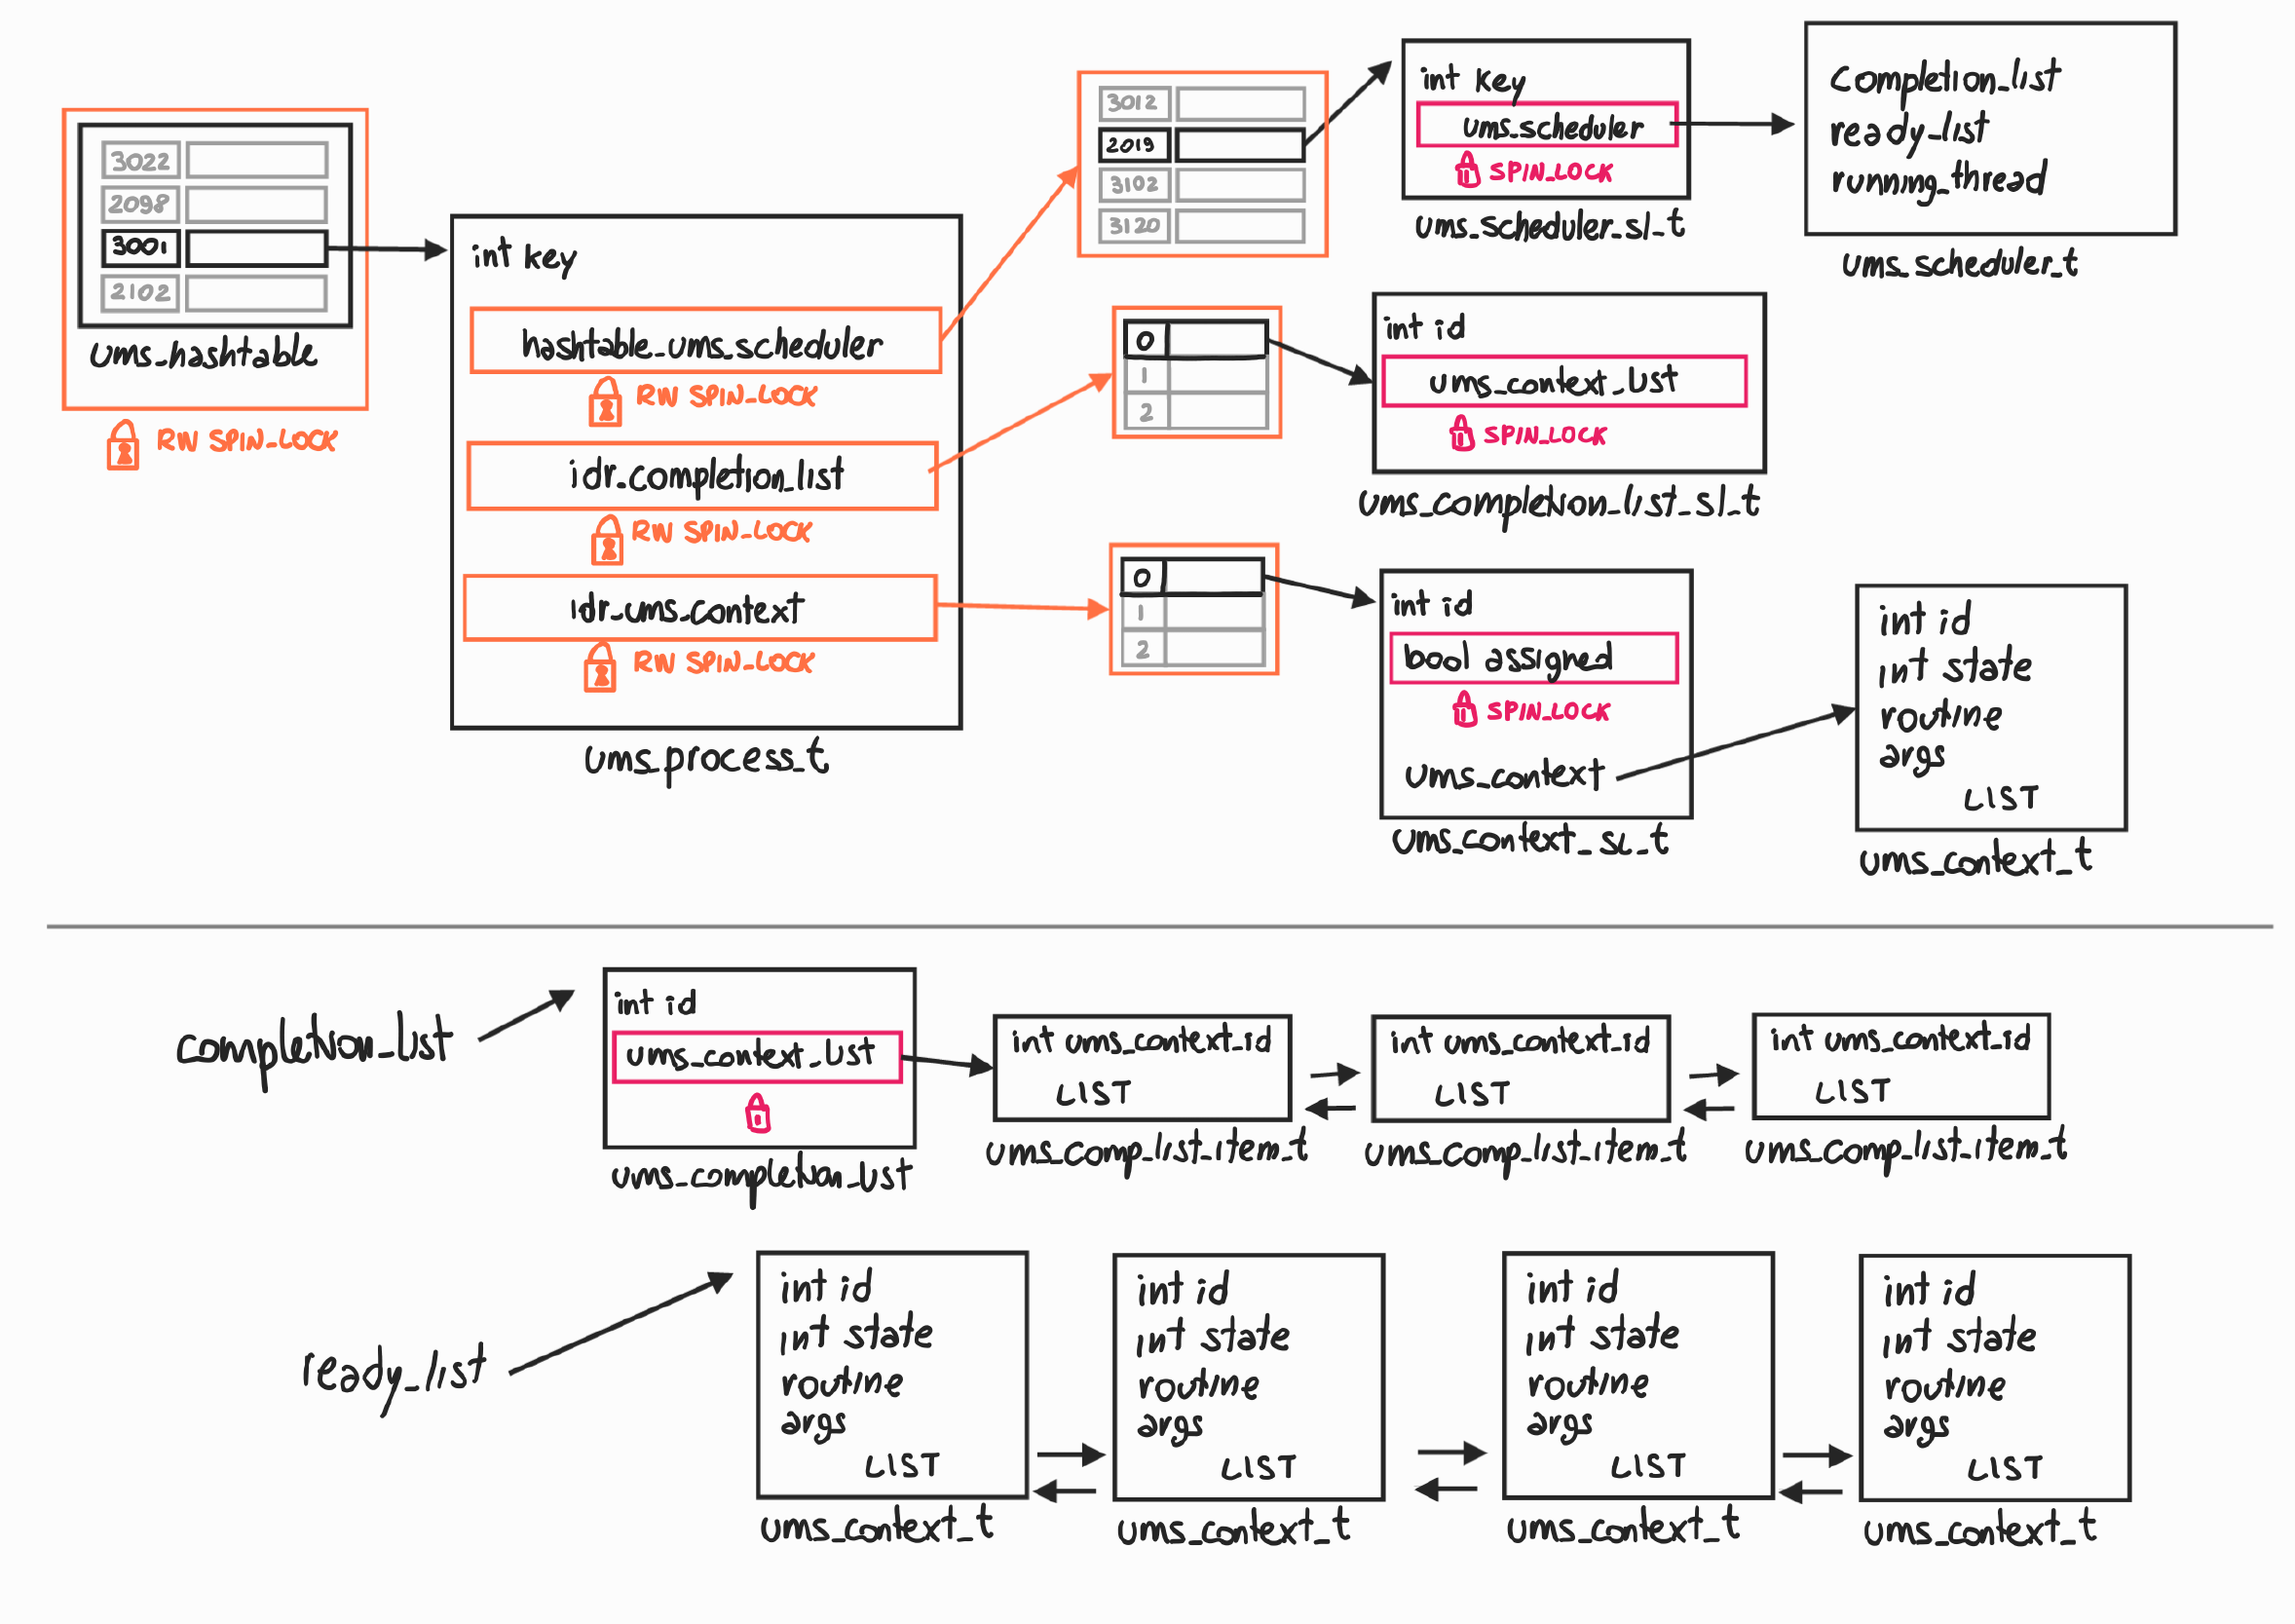 3022
2098
3001
2102
ums_hashtable
RW SPIN_LOCK
int key
hashtable_ums_scheduler
RW SPIN_LOCK
idr_completion_list
RW SPIN_LOCK
idr_ums_context
RW SPIN_LOCK
ums_process_t
3012
2019
3102
3120
int key
ums_scheduler
SPIN_LOCK
ums_scheduler_sl_t
completion_list
ready_list
running_thread
ums_scheduler_t
0
1
2
int id
ums_context_list
SPIN_LOCK
ums_completion_list_sl_t
0
1
2
int id
bool assigned
SPIN_LOCK
ums_context
ums_context_sl_t
int id
int state
routine
args
LIST
ums_context_t
completion_list
int id
ums_context_list
ums_completion_list
int ums_context_id
LIST
ums_comp_list_item_t
int ums_context_id
LIST
ums_comp_list_item_t
int ums_context_id
LIST
ums_comp_list_item_t
ready_list
int id
int state
routine
args
LIST
ums_context_t
int id
int state
routine
args
LIST
ums_context_t
int id
int state
routine
args
LIST
ums_context_t
int id
int state
routine
args
LIST
ums_context_t